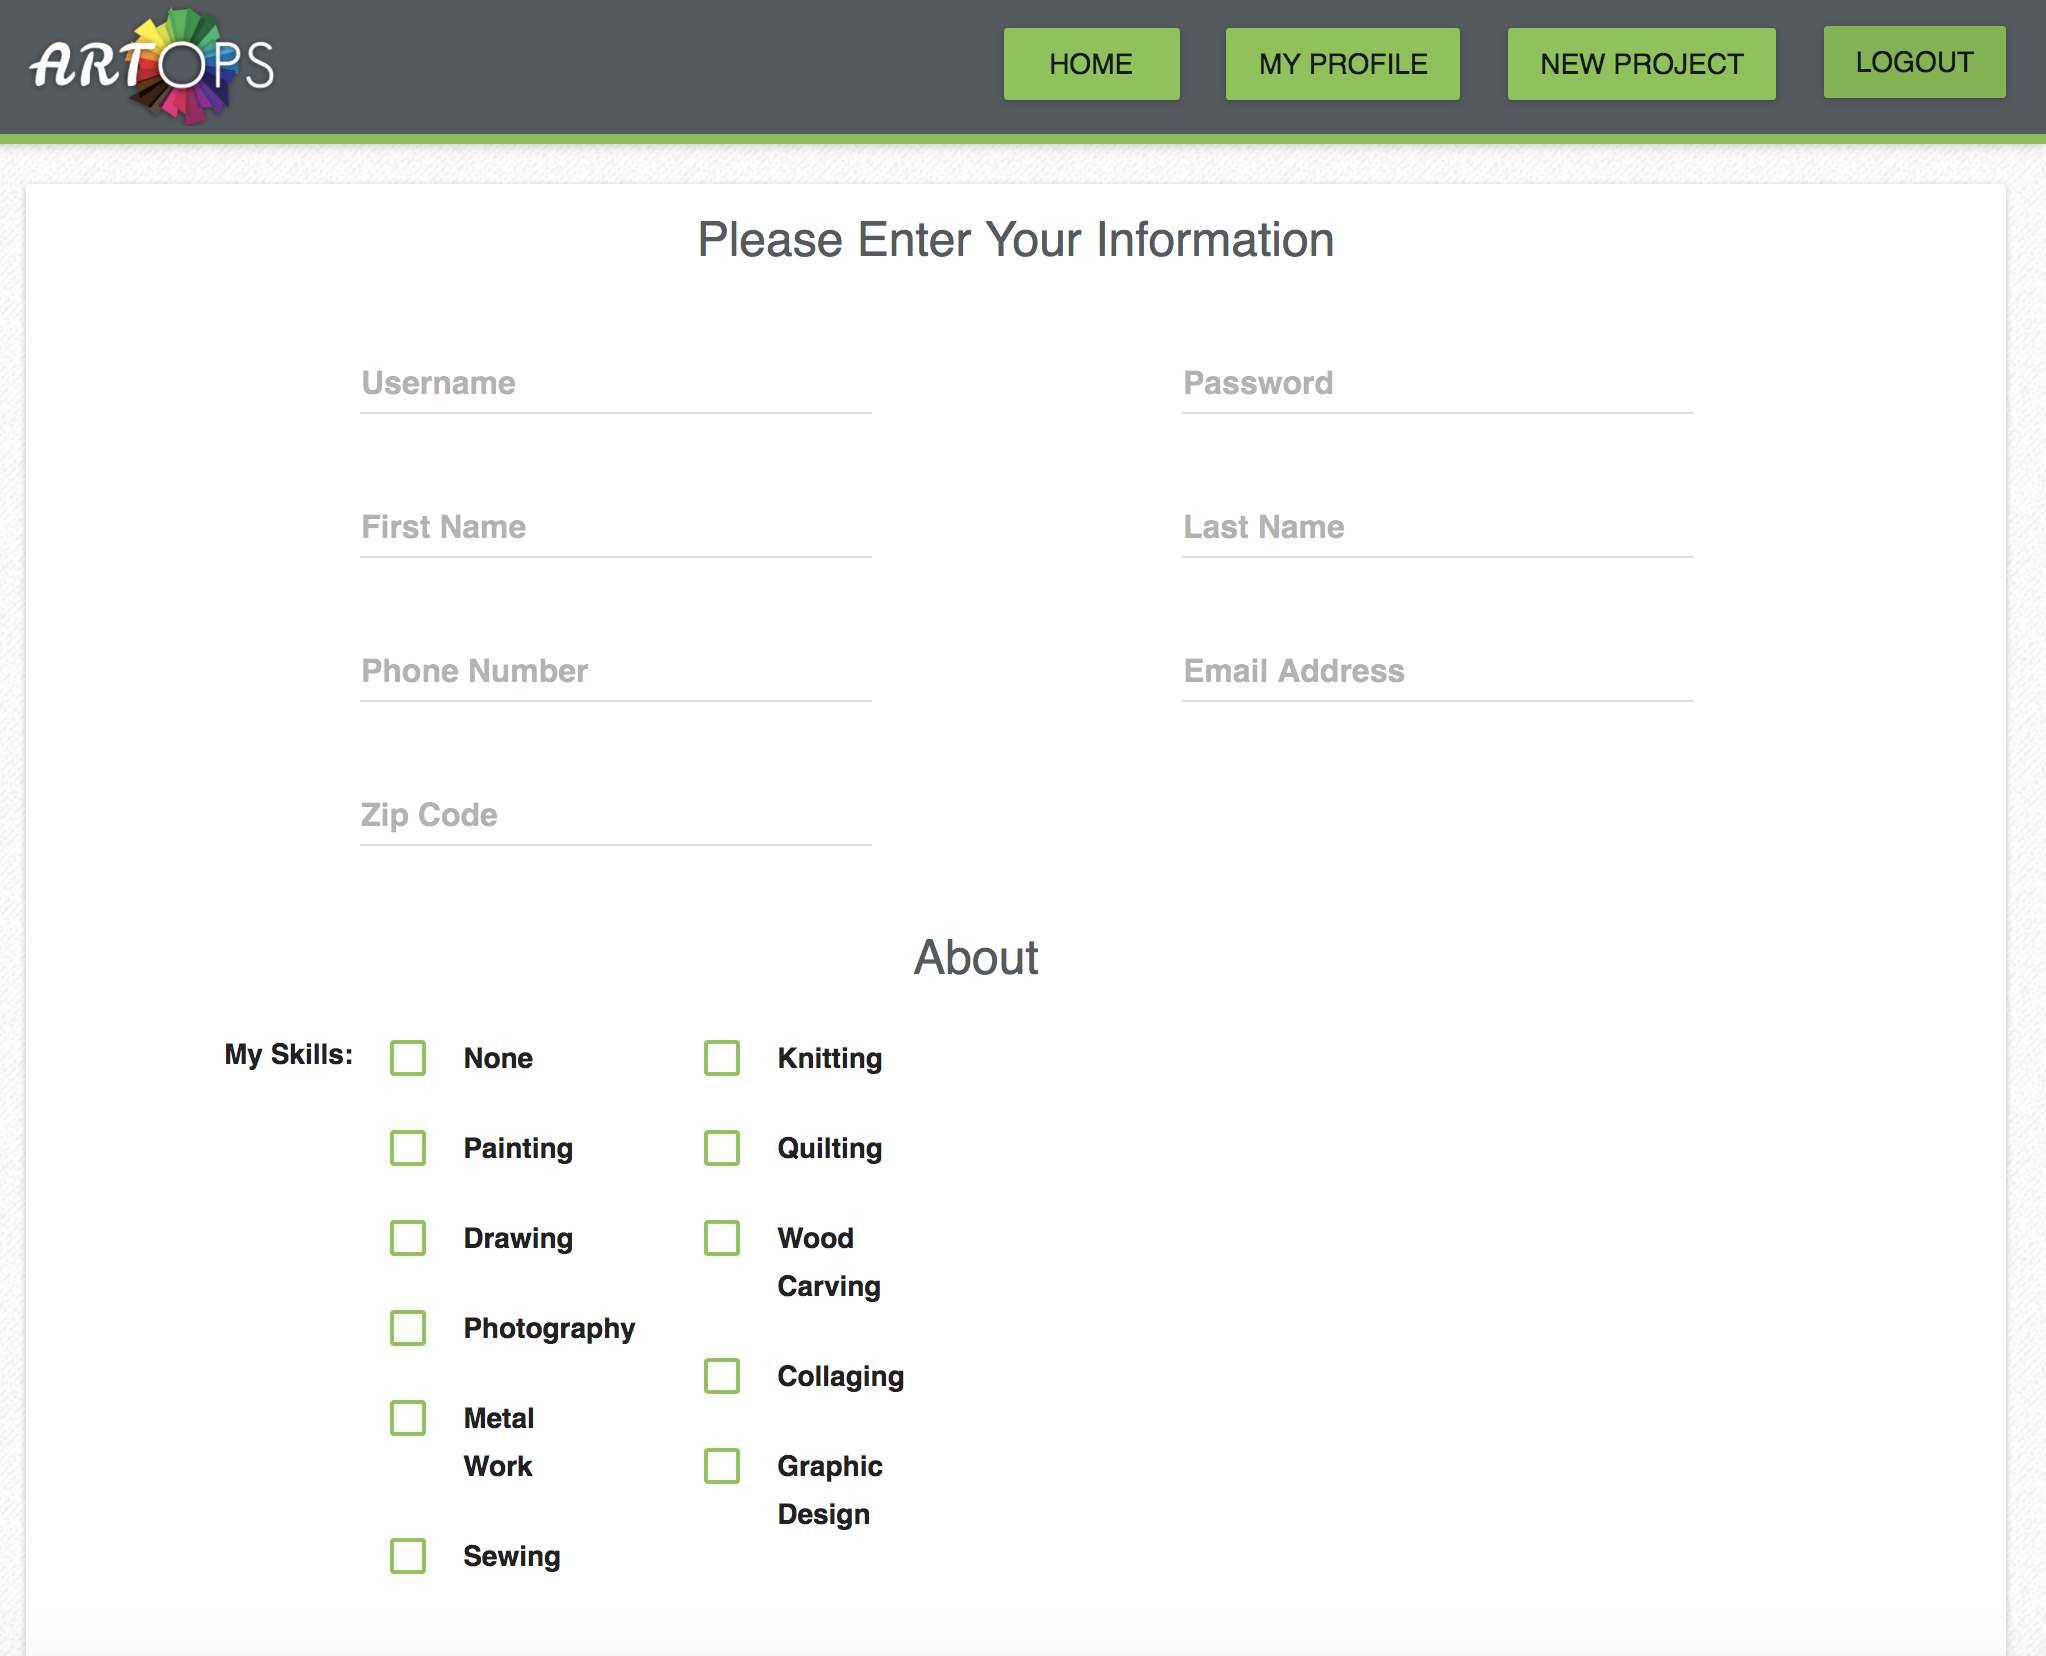 ARTOPS
HOME
MY PROFILE
NEW PROJECT
LOGOUT
Please Enter Your Information
Username
Password
First Name
Last Name
Phone Number
Email Address
Zip Code
About
My Skills:
None
Painting
Drawing
Photography
Metal
Work
Sewing
Knitting
Quilting
Wood
Carving
Collaging
Graphic
Design